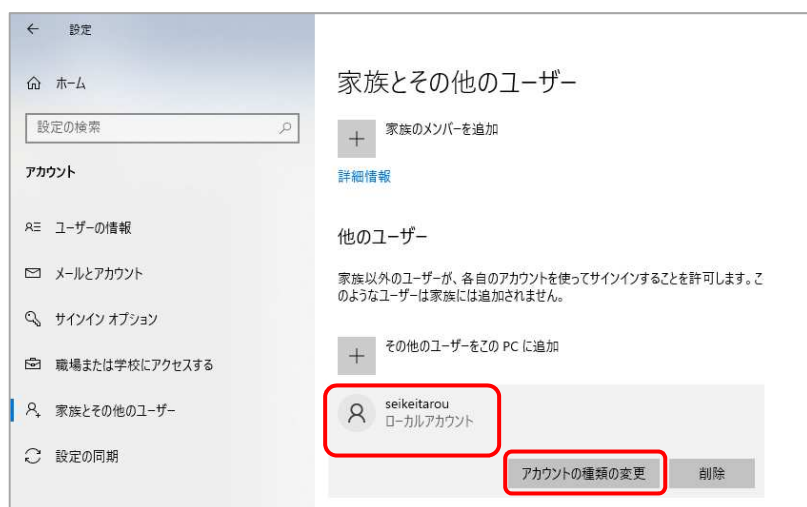 設定
ホーム
設定の検索
アカウント
ユーザーの情報
メールとアカウント
サインイン オプション
職場または学校にアクセスする
家族とその他のユーザー
設定の同期
家族とその他のユーザー
家族のメンバーを追加
詳細情報
他のユーザー
家族以外のユーザーが、各自のアカウントを使ってサインインすることを許可します。こ
のようなユーザーは家族には追加されません。
その他のユーザーをこの PC に追加
seikeitarou
ローカルアカウント
アカウントの種類の変更
削除